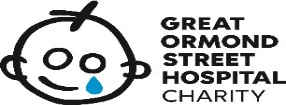 GREAT
ORMOND
STREET
HOSPITAL
CHARITY